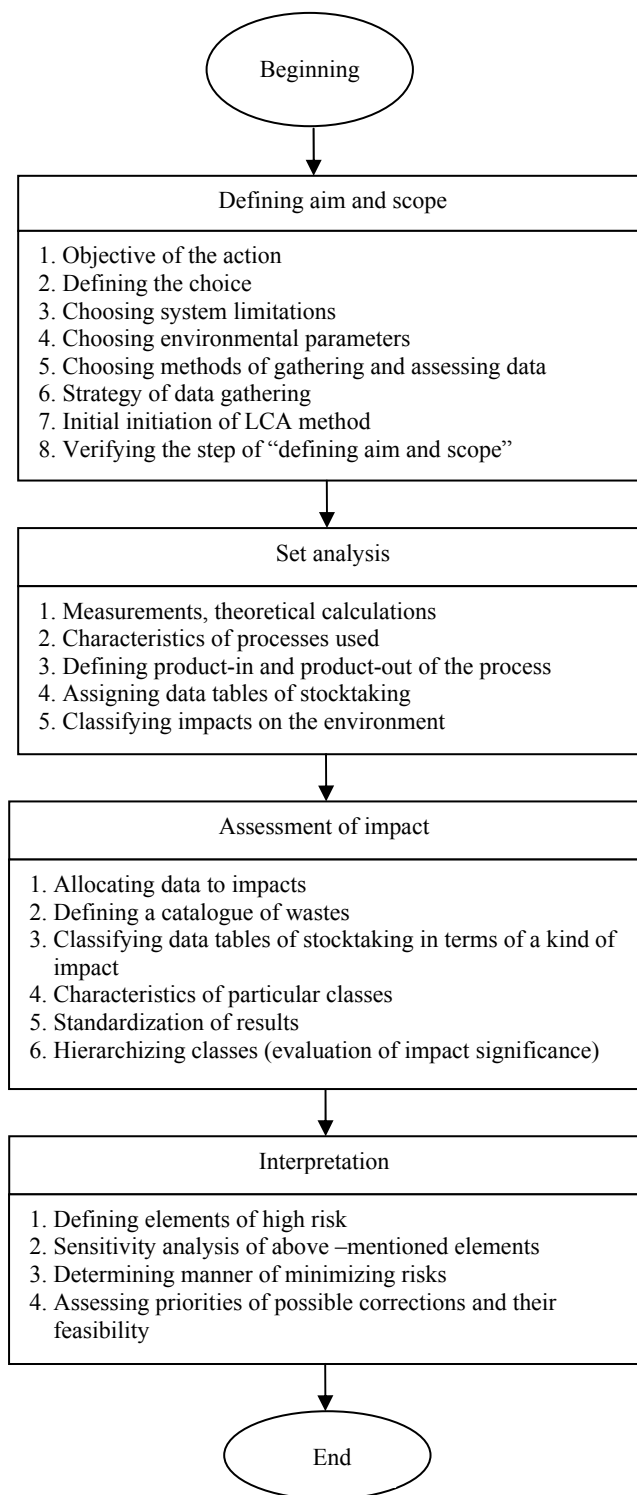 Beginning
Defining aim and scope
1. Objective of the action
2. Defining the choice
3. Choosing system limitations
4. Choosing environmental parameters
5. Choosing methods of gathering and assessing data
6. Strategy of data gathering
7. Initial initiation of LCA method
8. Verifying the step of “defining aim and scope”
Set analysis
1. Measurements, theoretical calculations
2. Characteristics of processes used
3. Defining product-in and product-out of the process
4. Assigning data tables of stocktaking
5. Classifying impacts on the environment
Assessment of impact
1. Allocating data to impacts
2. Defining a catalogue of wastes
3. Classifying data tables of stocktaking in terms of a kind of
impact
4. Characteristics of particular classes
5. Standardization of results
6. Hierarchizing classes (evaluation of impact significance)
Interpretation
1. Defining elements of high risk
2. Sensitivity analysis of above –mentioned elements
3. Determining manner of minimizing risks
4. Assessing priorities of possible corrections and their
feasibility
End